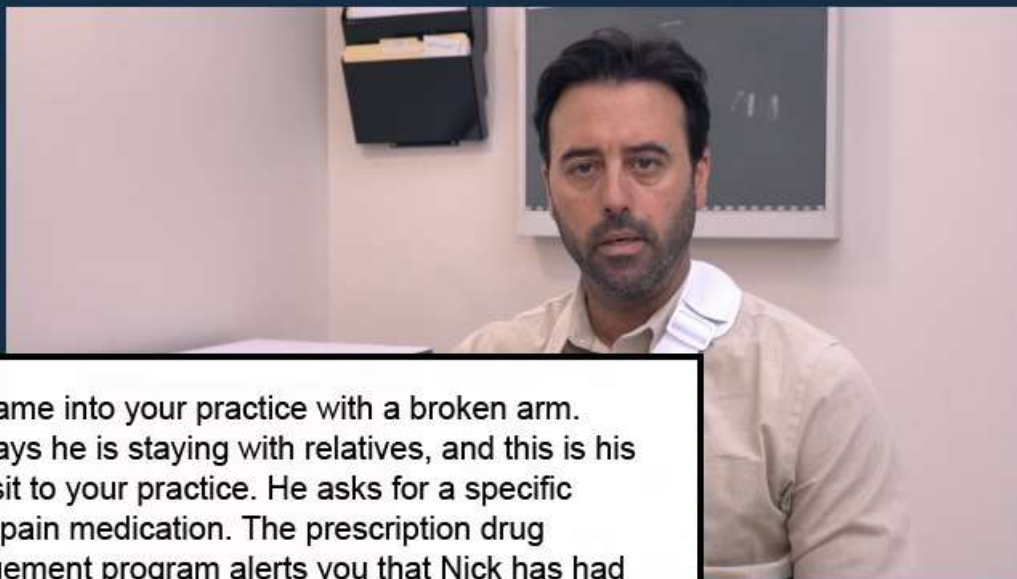 ame into your practice with a broken arm.
ays he is staying with relatives, and this is his
sit to your practice. He asks for a specific
pain medication. The prescription drug
ement program alerts you that Nick has had